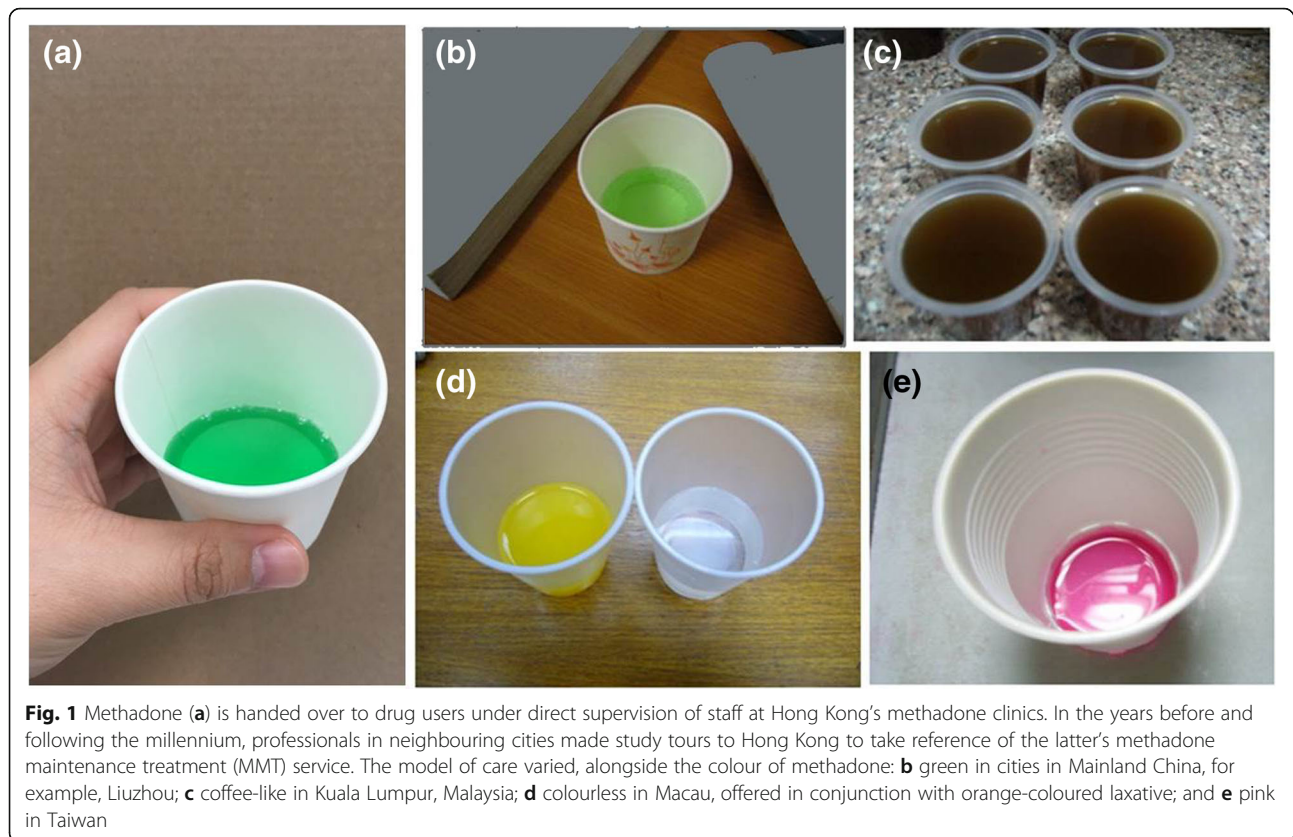 (a)
(b)
(c)
(d)
(e)
Fig. 1 Methadone (a) is handed over to drug users under direct supervision of staff at Hong Kong's methadone clinics. In the years before and
following the millennium, professionals in neighbouring cities made study tours to Hong Kong to take reference of the latter's methadone
maintenance treatment (MMT) service. The model of care varied, alongside the colour of methadone: b green in cities in Mainland China, for
example, Liuzhou; c coffee-like in Kuala Lumpur, Malaysia; d colourless in Macau, offered in conjunction with orange-coloured laxative; and e pink
in Taiwan